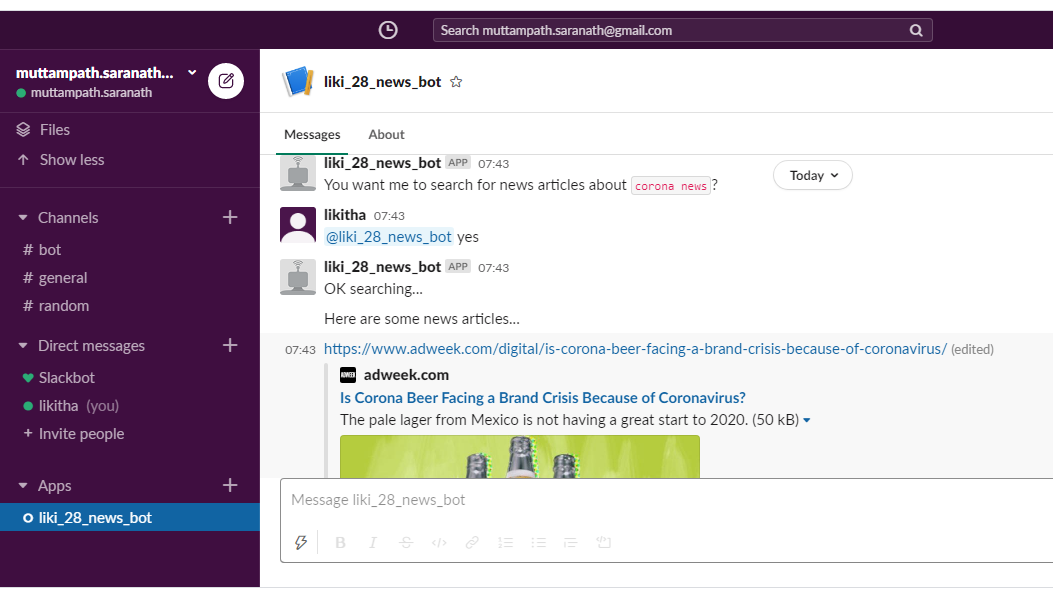 Search muttampath.saranath@gmail.com
muttampath.saranath...
muttampath.saranath
Files
Show less
Channels
# bot
# general
# random
Direct messages
Slackbot
likitha (you)
+ Invite people
Apps
liki_28_news_bot
liki_28_news_bot
Messages About
liki_28_news_bot APP 07:43
Today
You want me to search for news articles about corona news?
likitha 07:43
@liki_28_news_bot yes
liki_28_news_bot APP 07:43
OK searching...
Here are some news articles...
07:43 https://www.adweek.com/digital/is-corona-beer-facing-a-brand-crisis-because-of-coronavirus/ (edited)
ADWEEK adweek.com
Is Corona Beer Facing a Brand Crisis Because of Coronavirus?
The pale lager from Mexico is not having a great start to 2020. (50 kB)
Message liki_28_news_bot
B I S </>